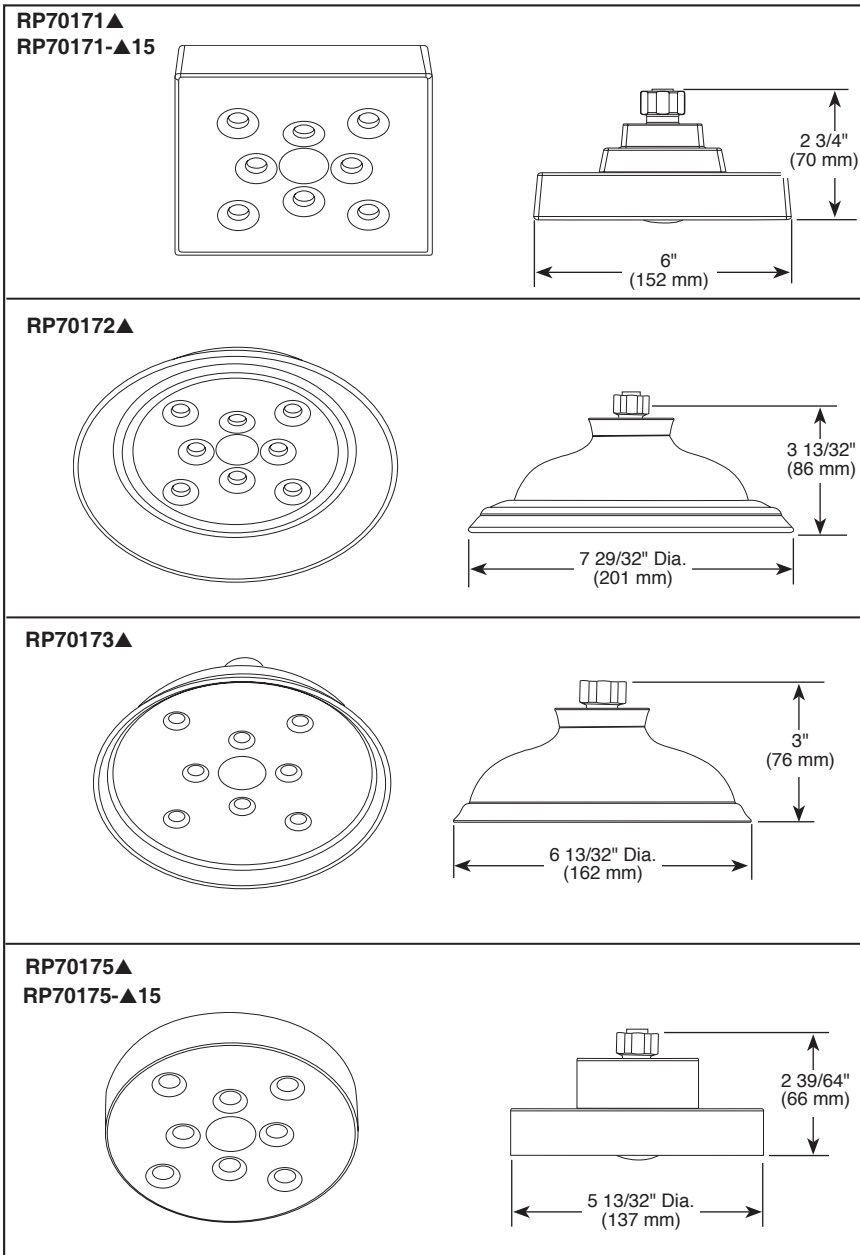 RP70171▲
RP70171-▲15
2 3/4"
(70 mm)
6"
(152 mm)
RP70172▲
3 13/32"
(86 mm)
7 29/32" Dia.
(201 mm)
RP70173▲
3"
(76 mm)
6 13/32" Dia.
(162 mm)
RP70175▲
RP70175-▲15
2 39/64"
(66 mm)
5 13/32" Dia.
(137 mm)